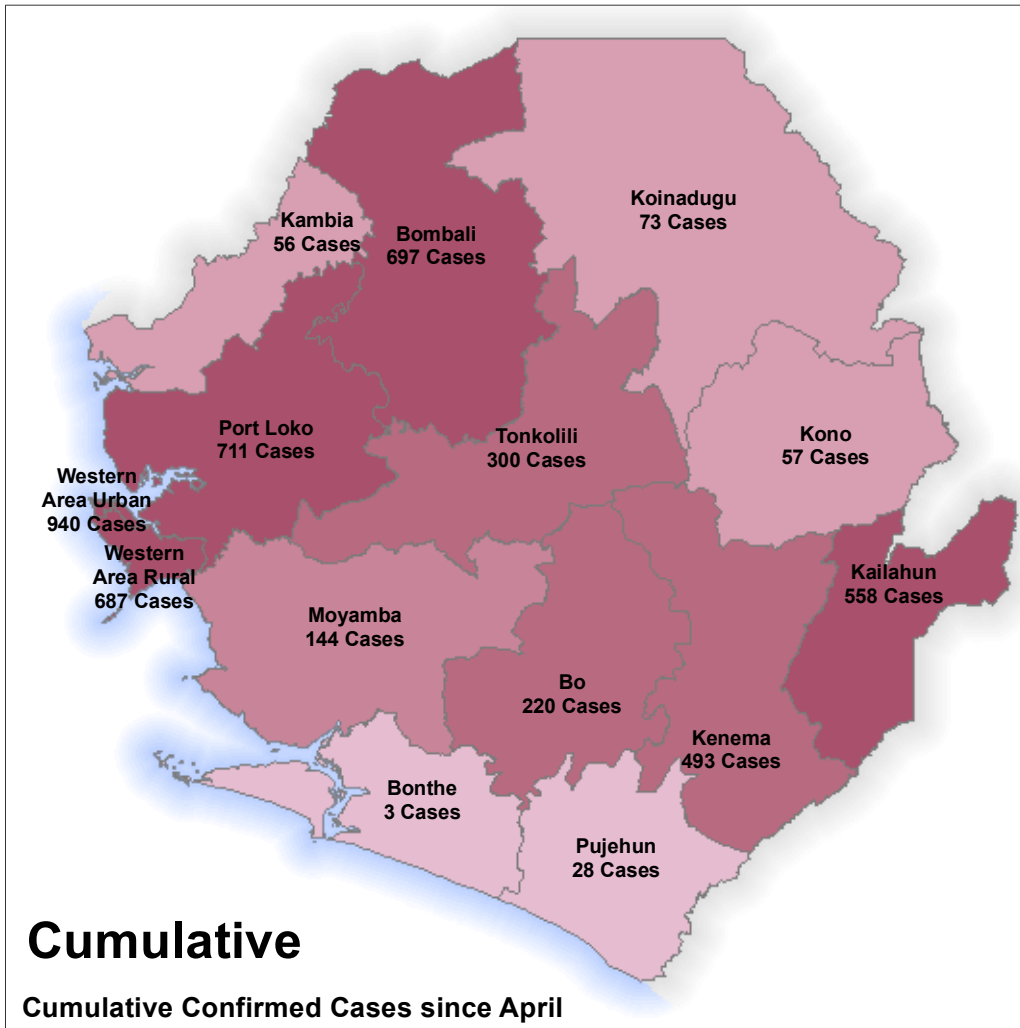 Koinadugu
73 Cases
Kambia
56 Cases
Bombali
697 Cases
Port Loko
711 Cases
Tonkolili
300 Cases
Kono
57 Cases
Western
Area Urban
940 Cases
Western
Area Rural
687 Cases
Kailahun
558 Cases
Moyamba
144 Cases
Bo
220 Cases
Kenema
493 Cases
Bonthe
3 Cases
Pujehun
28 Cases
Cumulative
Cumulative Confirmed Cases since April